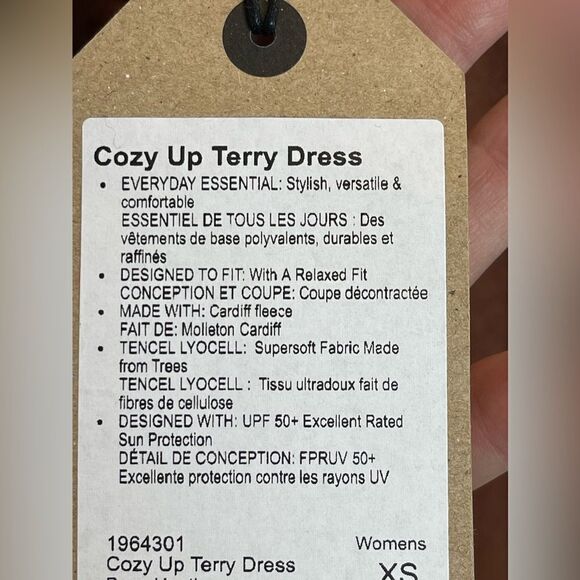 Cozy Up Terry Dress
• EVERYDAY ESSENTIAL: Stylish, versatile &
comfortable
ESSENTIEL DE TOUS LES JOURS : Des
vêtements de base polyvalents, durables et
raffinés
• DESIGNED TO FIT: With A Relaxed Fit
CONCEPTION ET COUPE: Coupe décontractée
• MADE WITH: Cardiff fleece
FAIT DE: Molleton Cardiff
• TENCEL LYOCELL: Supersoft Fabric Made
from Trees
TENCEL LYOCELL : Tissu ultradoux fait de
fibres de cellulose
• DESIGNED WITH: UPF 50+ Excellent Rated
Sun Protection
DÉTAIL DE CONCEPTION: FPRUV 50+
Excellente protection contre les rayons UV
1964301 Womens
Cozy Up Terry Dress XS